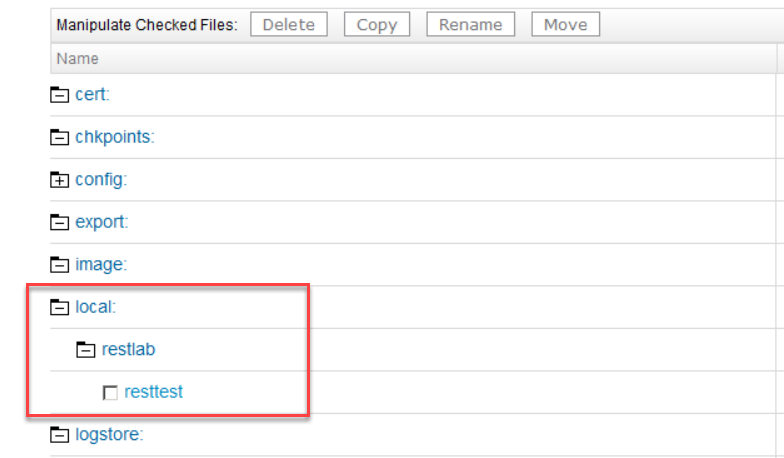 Manipulate Checked Files: Delete Copy Rename Move
Name
cert:
chkpoints:
config:
export:
image:
local:
restlab
resttest
logstore: